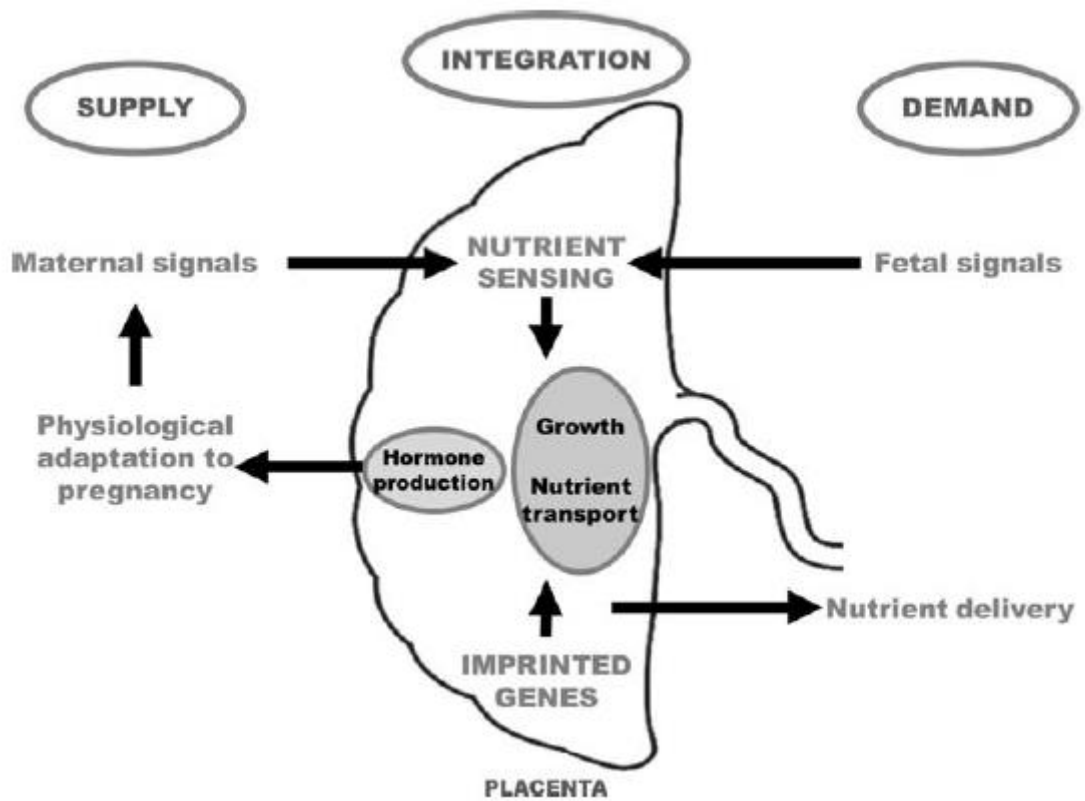 INTEGRATION
SUPPLY
DEMAND
Maternal signals
NUTRIENT
SENSING
Fetal signals
Physiological
adaptation to
pregnancy
Hormone
production
Growth
Nutrient
transport
Nutrient delivery
IMPRINTED
GENES
PLACENTA